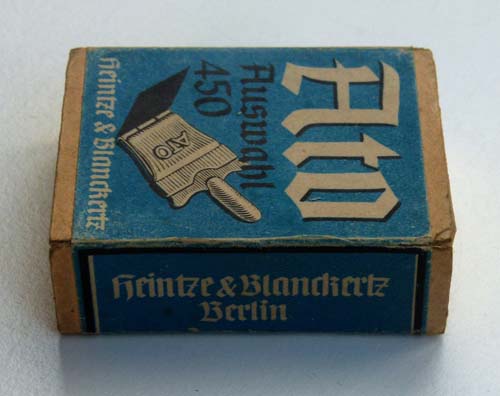 Ato
Auswahl
450
ATO
Heintze & Blanckertz
Heintze & Blanckertz
Berlin